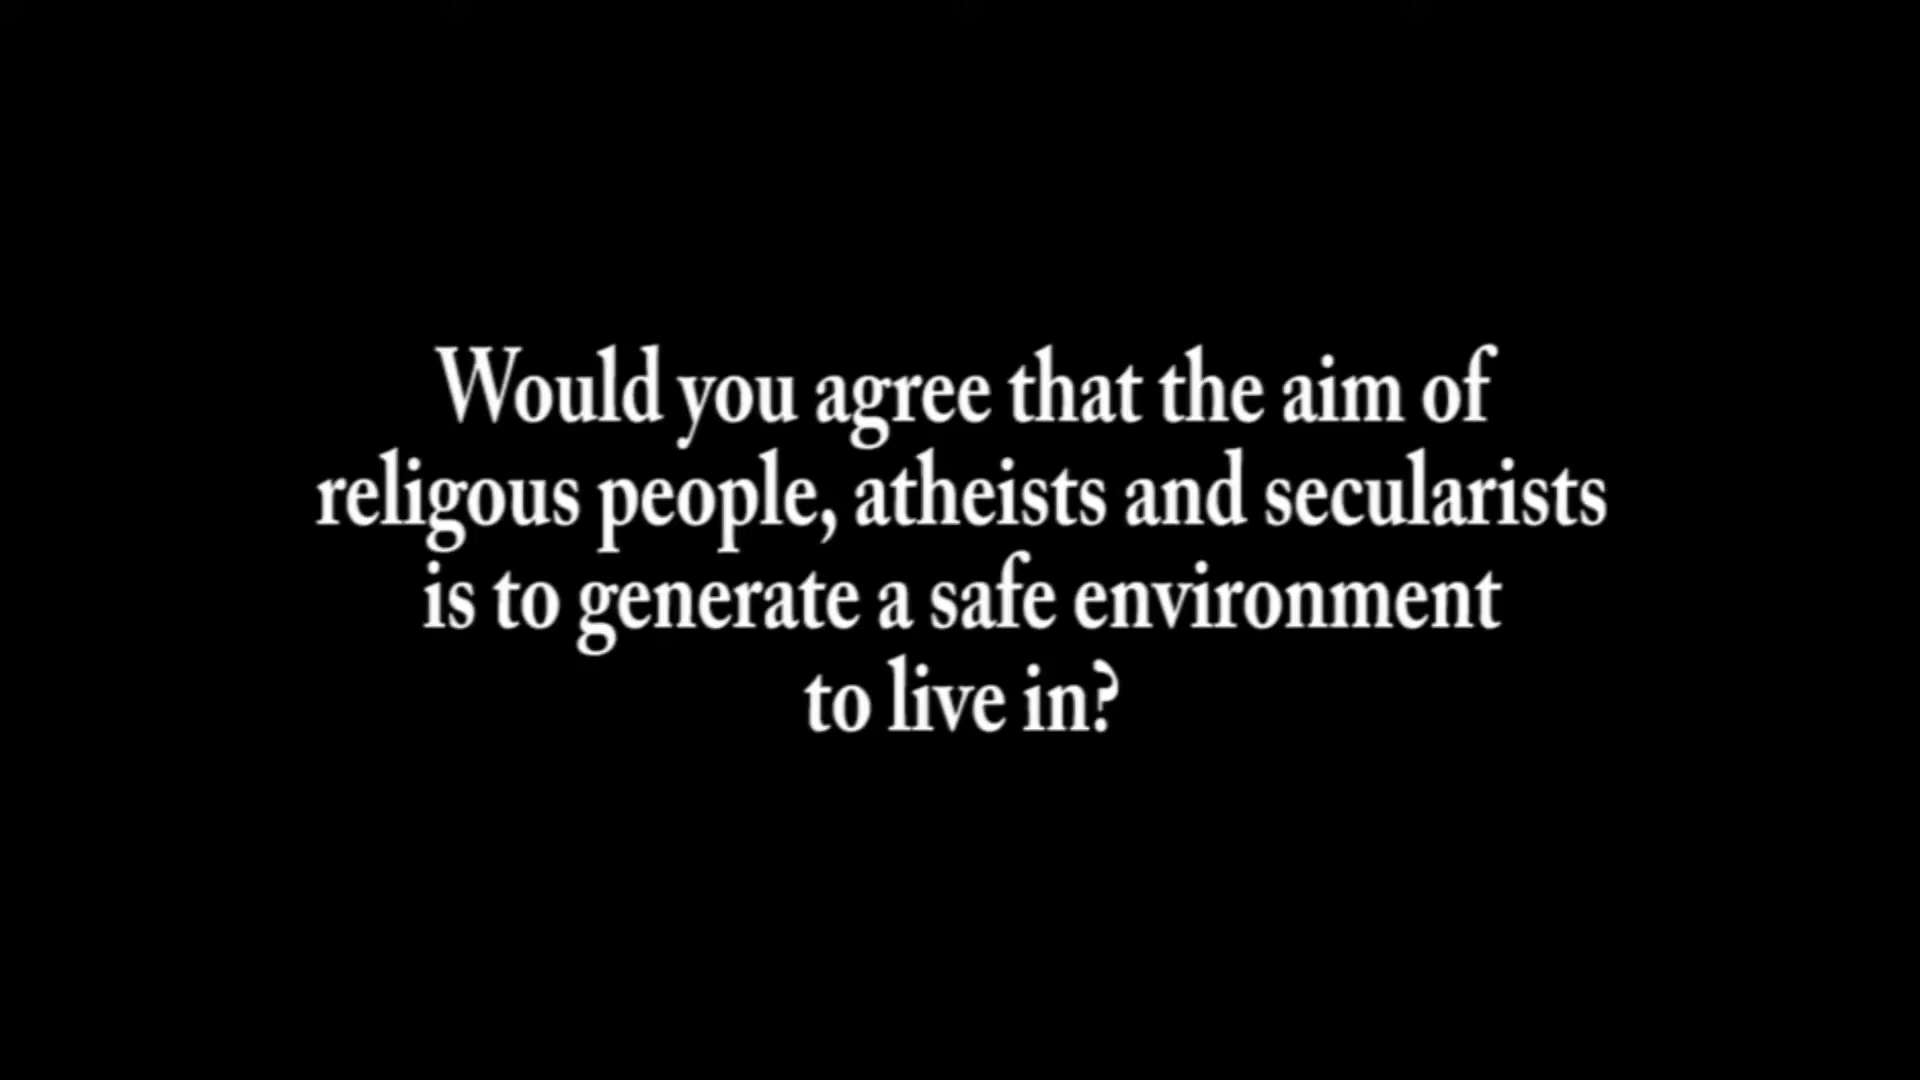 Would you agree that the aim of
religous people, atheists and secularists
is to generate a safe environment
to live in?